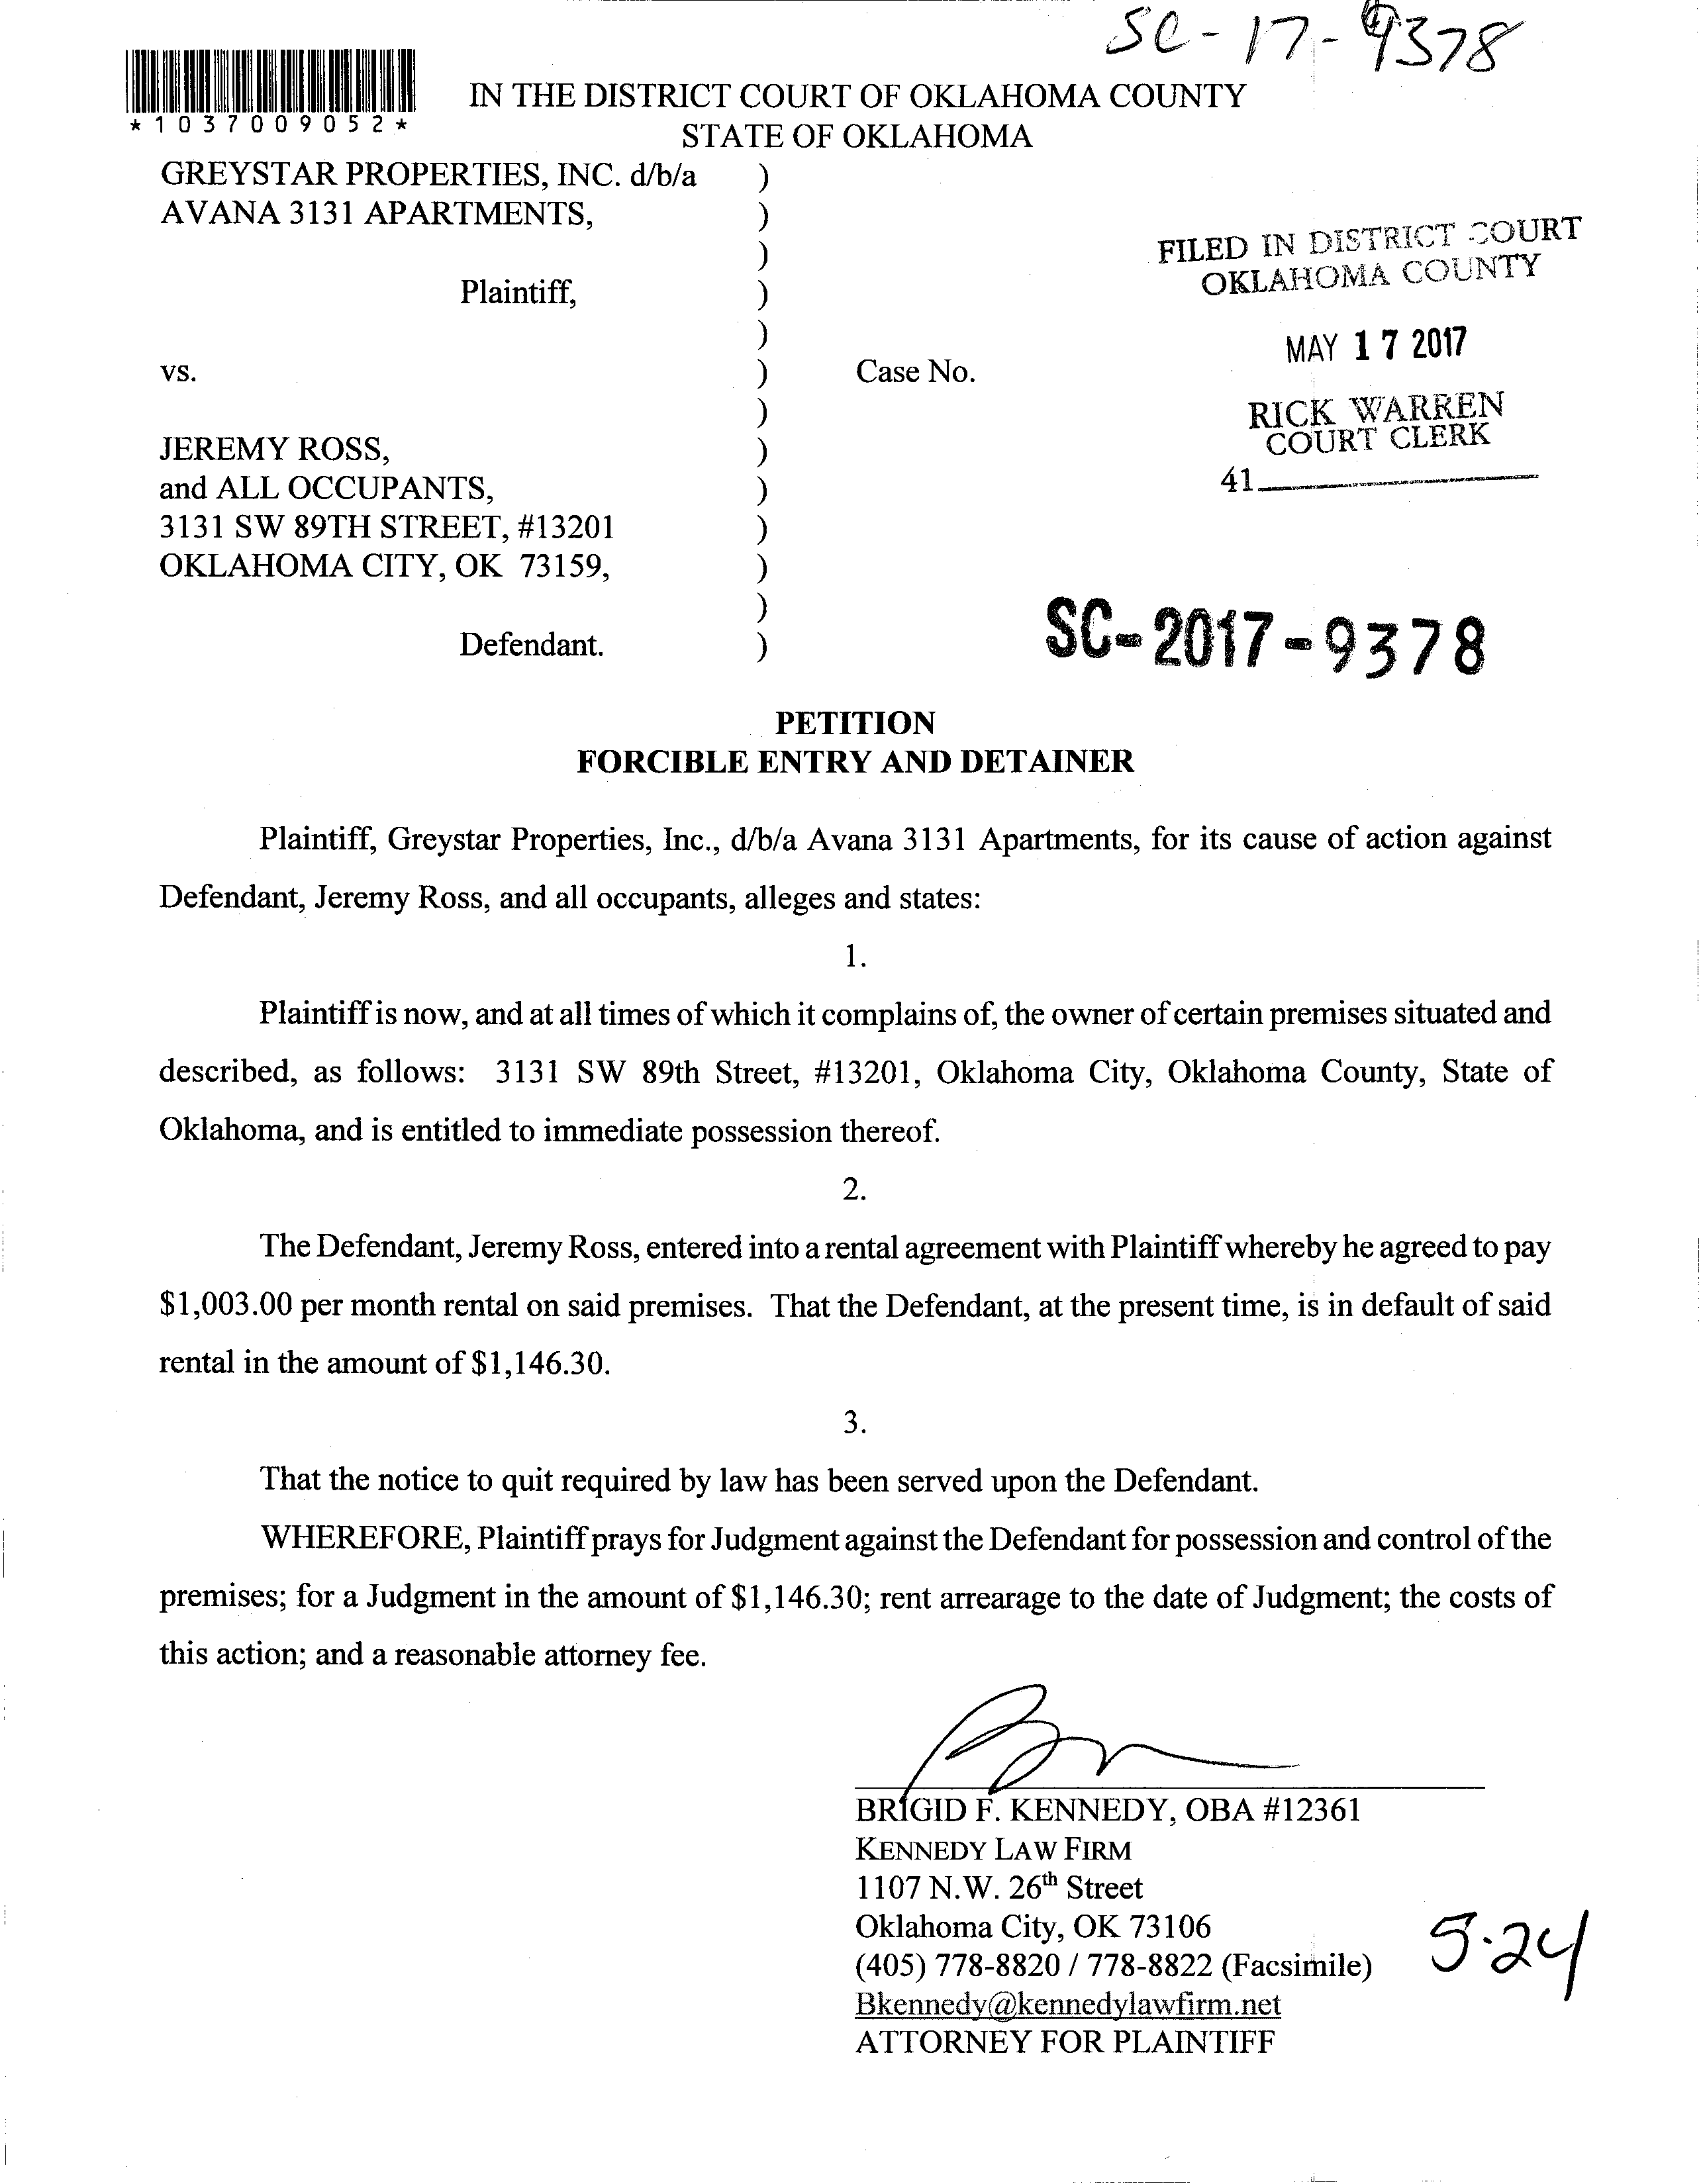 SC-17-9378
*1037009052*
IN THE DISTRICT COURT OF OKLAHOMA COUNTY
STATE OF OKLAHOMA
GREYSTAR PROPERTIES, INC. d/b/a )
AVANA 3131 APARTMENTS, )
)
Plaintiff, )
)
vs. ) Case No.
)
JEREMY ROSS, )
and ALL OCCUPANTS, )
3131 SW 89TH STREET, #13201 )
OKLAHOMA CITY, OK 73159, )
)
Defendant. )
FILED IN DISTRICT COURT
OKLAHOMA COUNTY
MAY 17 2017
RICK WARREN
COURT CLERK
41
SC-2017-9378
PETITION
FORCIBLE ENTRY AND DETAINER
Plaintiff, Greystar Properties, Inc., d/b/a Avana 3131 Apartments, for its cause of action against
Defendant, Jeremy Ross, and all occupants, alleges and states:
1.
Plaintiff is now, and at all times of which it complains of, the owner of certain premises situated and
described, as follows: 3131 SW 89th Street, #13201, Oklahoma City, Oklahoma County, State of
Oklahoma, and is entitled to immediate possession thereof.
2.
The Defendant, Jeremy Ross, entered into a rental agreement with Plaintiff whereby he agreed to pay
$1,003.00 per month rental on said premises. That the Defendant, at the present time, is in default of said
rental in the amount of $1,146.30.
3.
That the notice to quit required by law has been served upon the Defendant.
WHEREFORE, Plaintiff prays for Judgment against the Defendant for possession and control of the
premises; for a Judgment in the amount of $1,146.30; rent arrearage to the date of Judgment; the costs of
this action; and a reasonable attorney fee.
BRIGID F. KENNEDY, OBA #12361
KENNEDY LAW FIRM
1107 N.W. 26th Street
Oklahoma City, OK 73106
(405) 778-8820 / 778-8822 (Facsimile)
Bkennedy@kennedylawfirm.net
ATTORNEY FOR PLAINTIFF
5.24